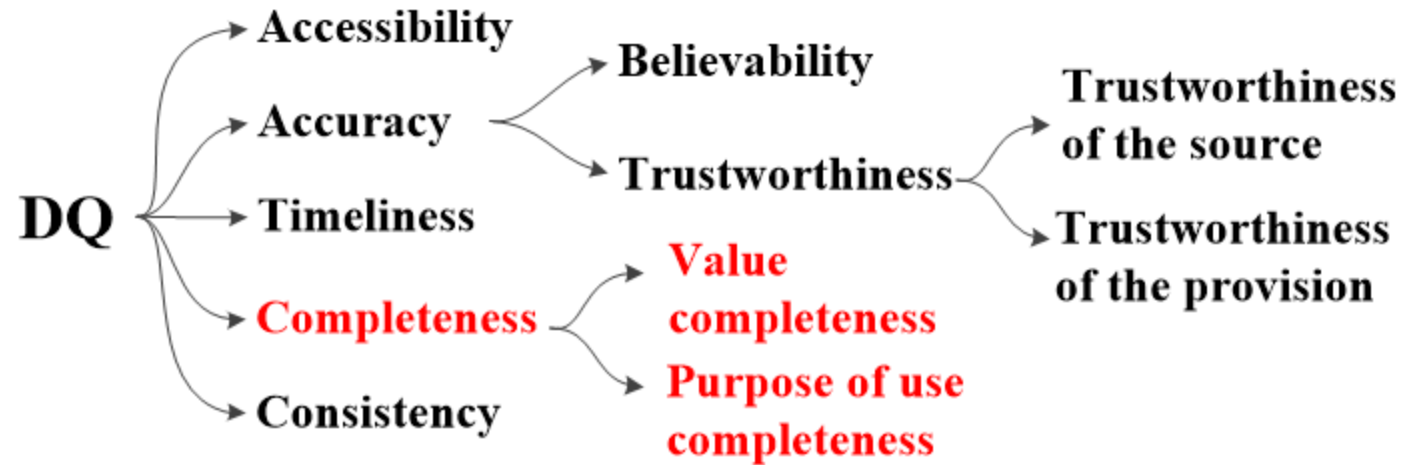 DQ
Accessibility
Accuracy
Timeliness
Completeness
Consistency
Believability
Trustworthiness
Value
completeness
Purpose of use
completeness
Trustworthiness
of the source
Trustworthiness
of the provision